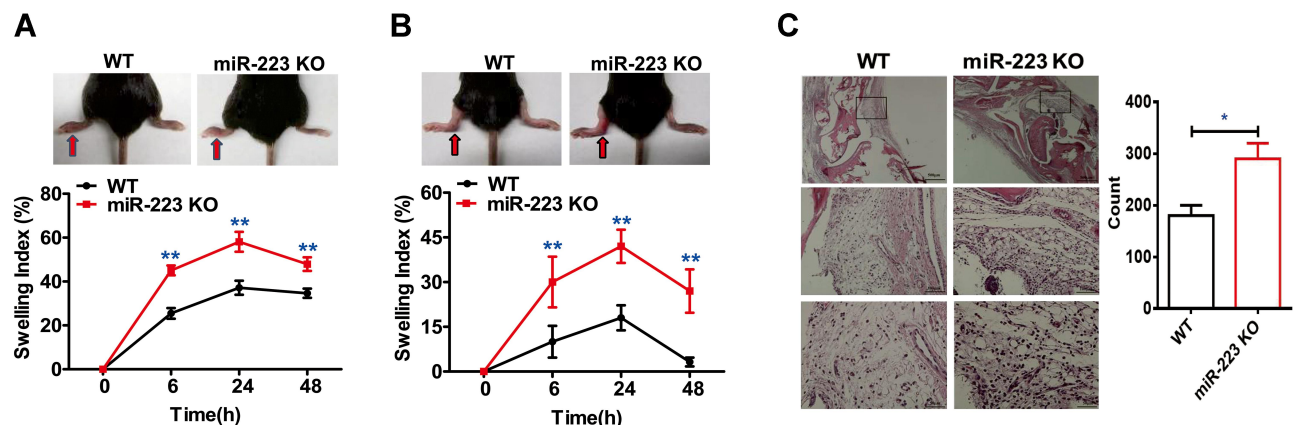 A
WT
miR-223 KO
WT
miR-223 KO
Swelling Index (%)
80
60
40
20
0
**
**
**
0
6
24
48
Time(h)
B
WT
miR-223 KO
WT
miR-223 KO
Swelling Index (%)
60
45
30
15
0
**
**
**
0
6
24
48
Time(h)
C
WT
miR-223 KO
Count
400
300
200
100
0
*
WT
miR-223 KO